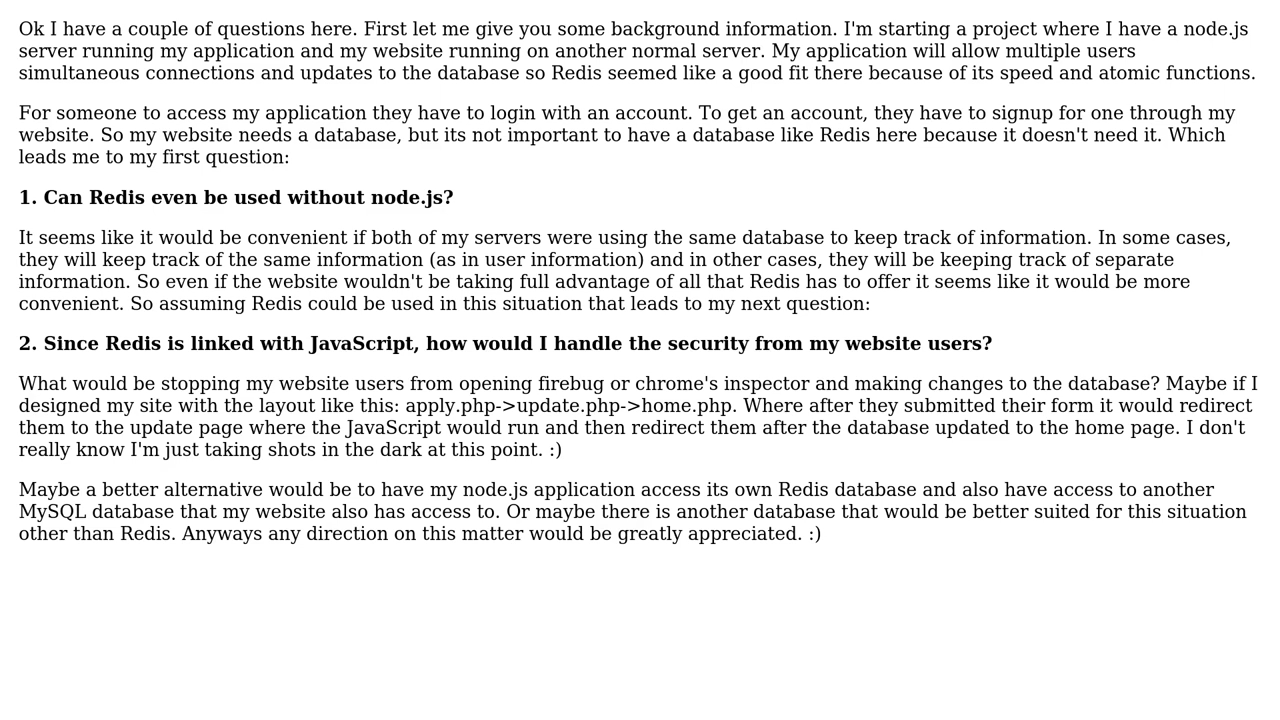 Ok I have a couple of questions here. First let me give you some background information. I'm starting a project where I have a node.js
server running my application and my website running on another normal server. My application will allow multiple users
simultaneous connections and updates to the database so Redis seemed like a good fit there because of its speed and atomic functions.
For someone to access my application they have to login with an account. To get an account, they have to signup for one through my
website. So my website needs a database, but its not important to have a database like Redis here because it doesn't need it. Which
leads me to my first question:
1. Can Redis even be used without node.js?
It seems like it would be convenient if both of my servers were using the same database to keep track of information. In some cases,
they will keep track of the same information (as in user information) and in other cases, they will be keeping track of separate
information. So even if the website wouldn't be taking full advantage of all that Redis has to offer it seems like it would be more
convenient. So assuming Redis could be used in this situation that leads to my next question:
2. Since Redis is linked with JavaScript, how would I handle the security from my website users?
What would be stopping my website users from opening firebug or chrome's inspector and making changes to the database? Maybe if I
designed my site with the layout like this: apply.php->update.php->home.php. Where after they submitted their form it would redirect
them to the update page where the JavaScript would run and then redirect them after the database updated to the home page. I don't
really know I'm just taking shots in the dark at this point. :)
Maybe a better alternative would be to have my node.js application access its own Redis database and also have access to another
MySQL database that my website also has access to. Or maybe there is another database that would be better suited for this situation
other than Redis. Anyways any direction on this matter would be greatly appreciated. :)